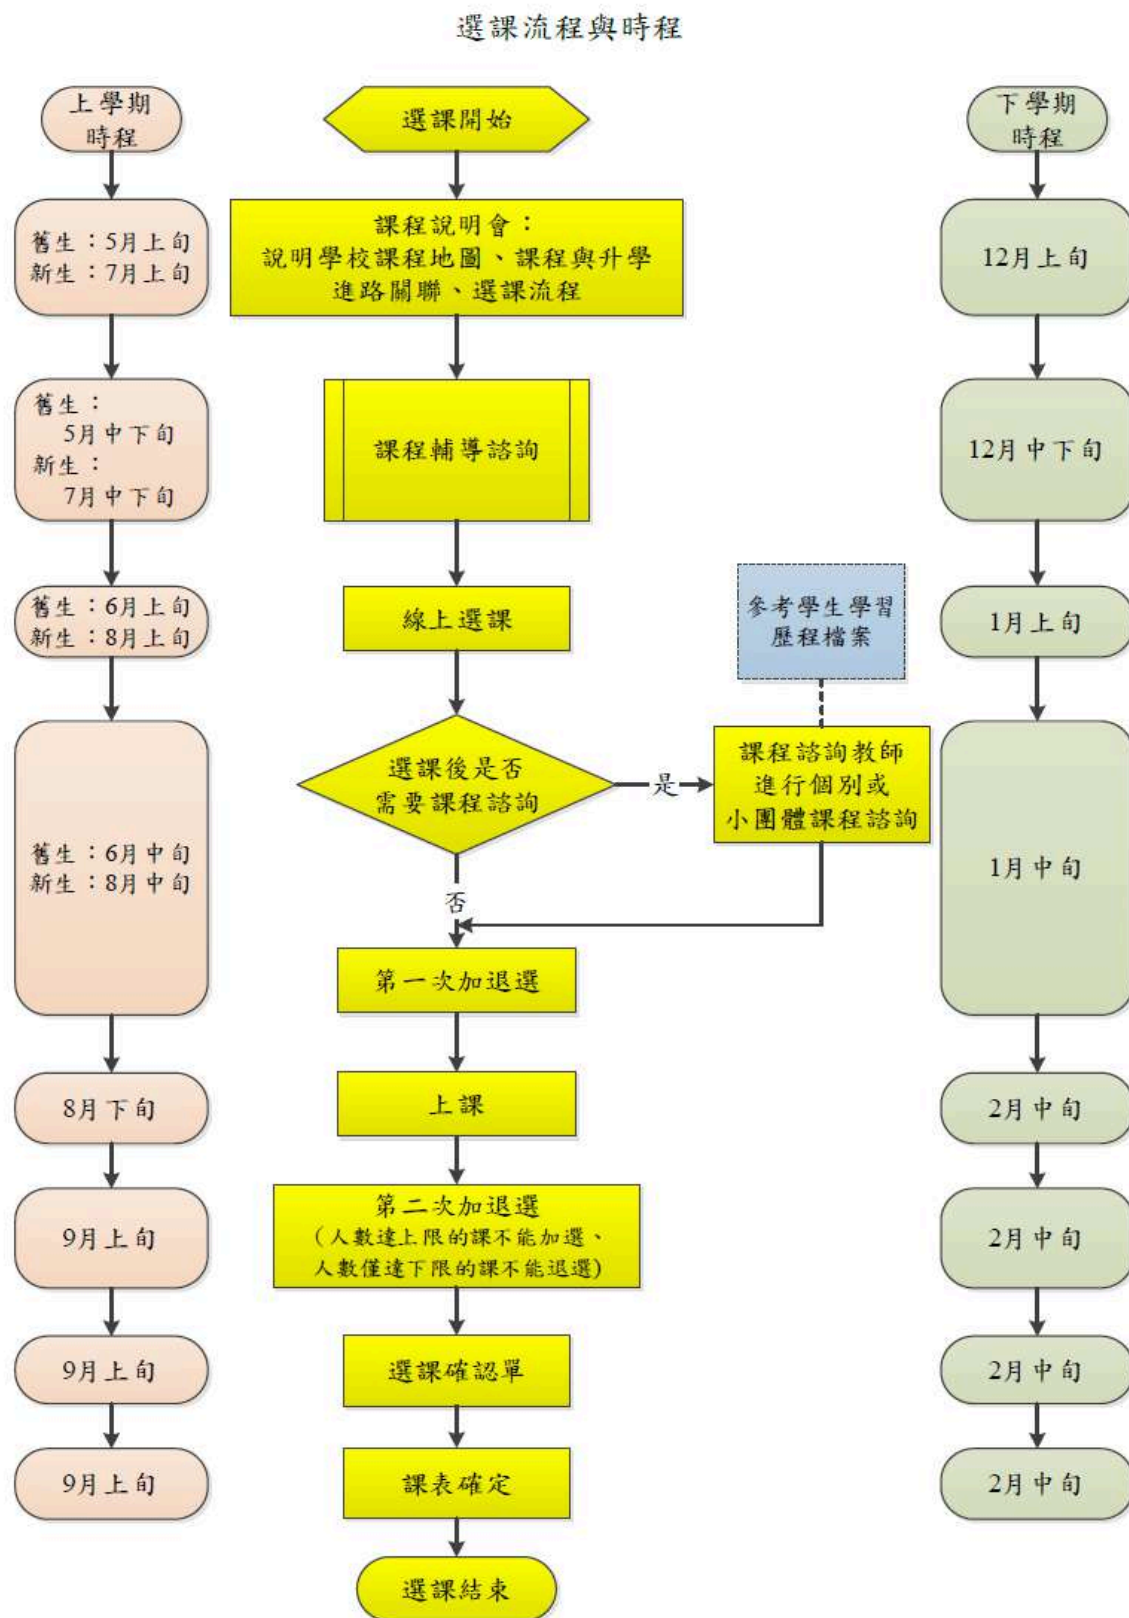 選課流程與時程
上學期
時程
選課開始
下學期
時程
舊生：5月上旬
新生：7月上旬
課程說明會：
說明學校課程地圖、課程與升學
進路關聯、選課流程
12月上旬
舊生：
5月中下旬
新生：
7月中下旬
課程輔導諮詢
12月中下旬
舊生：6月上旬
新生：8月上旬
線上選課
參考學生學習
歷程檔案
1月上旬
舊生：6月中旬
新生：8月中旬
選課後是否
需要課程諮詢
是
課程諮詢教師
進行個別或
小團體課程諮詢
1月中旬
否
第一次加退選
8月下旬
上課
2月中旬
9月上旬
第二次加退選
（人數達上限的課不能加選、
人數僅達下限的課不能退選）
2月中旬
9月上旬
選課確認單
2月中旬
9月上旬
課表確定
2月中旬
選課結束